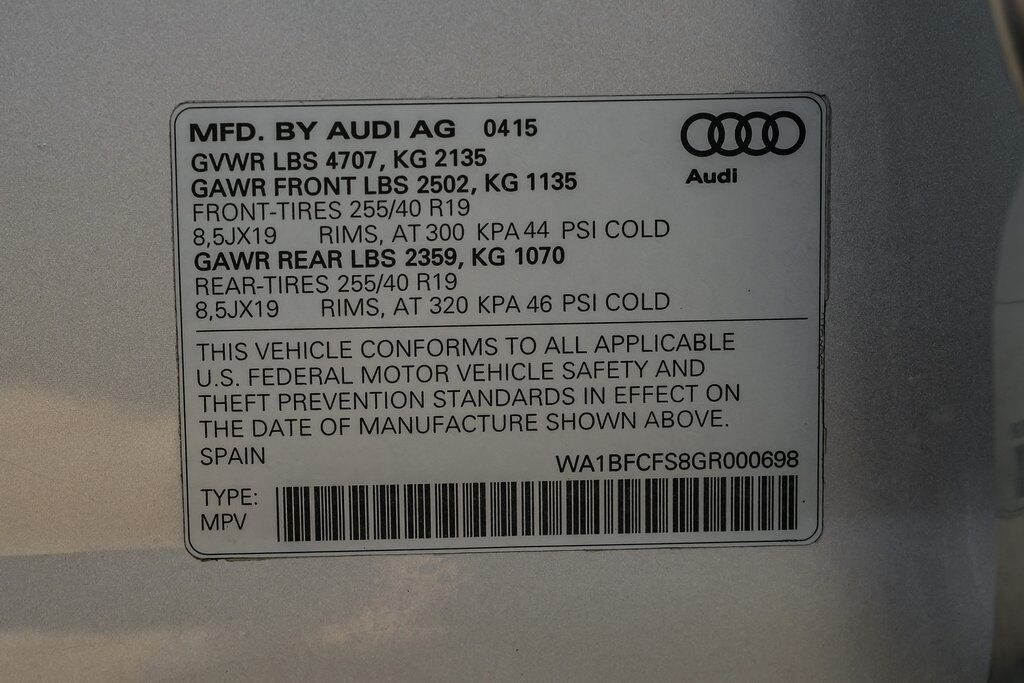 MFD. BY AUDI AG 0415
Audi
GVWR LBS 4707, KG 2135
GAWR FRONT LBS 2502, KG 1135
FRONT-TIRES 255/40 R19
8,5JX19 RIMS, AT 300 KPA 44 PSI COLD
GAWR REAR LBS 2359, KG 1070
REAR-TIRES 255/40 R19
8,5JX19 RIMS, AT 320 KPA 46 PSI COLD
THIS VEHICLE CONFORMS TO ALL APPLICABLE
U.S. FEDERAL MOTOR VEHICLE SAFETY AND
THEFT PREVENTION STANDARDS IN EFFECT ON
THE DATE OF MANUFACTURE SHOWN ABOVE.
SPAIN
WA1BFCFS8GR000698
TYPE:
MPV